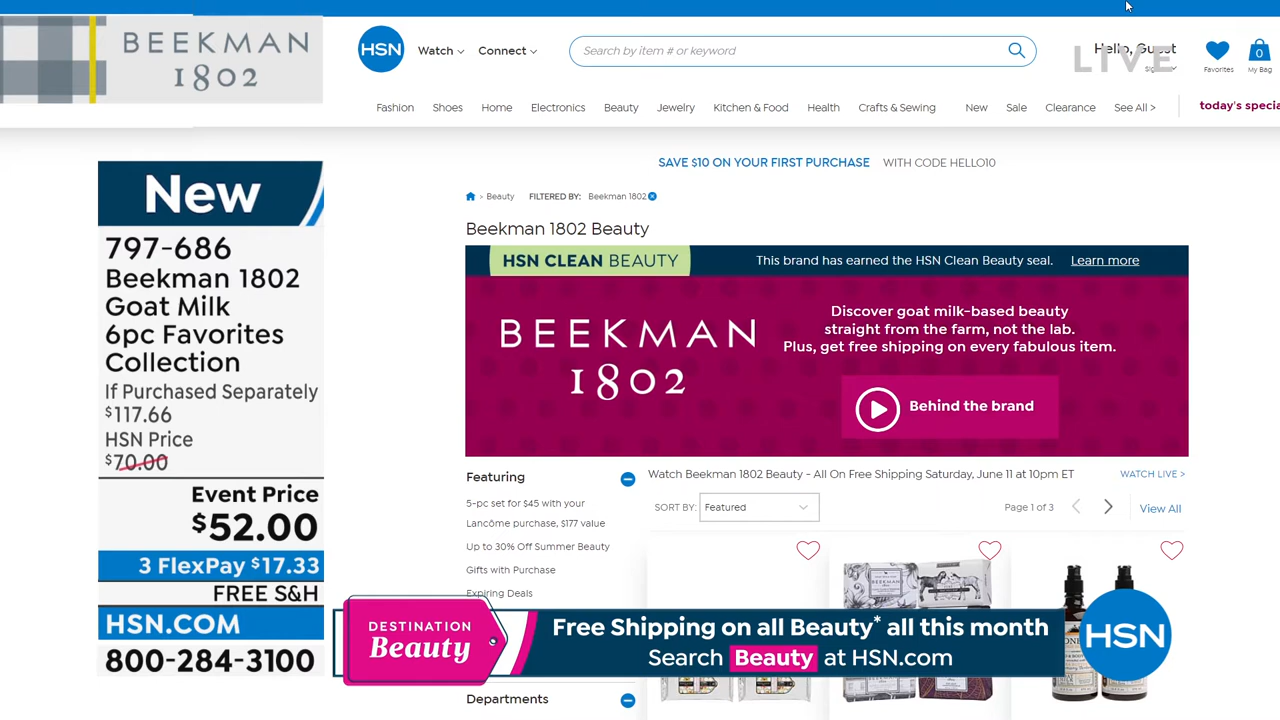 BEEKMAN
1802
HSN
Watch
Connect
Search by item # or keyword
Hello, Guest
LIVE
Favorites
0
My Bag
Fashion Shoes Home Electronics Beauty Jewelry Kitchen & Food Health Crafts & Sewing New Sale Clearance See All >
today's specia
SAVE $10 ON YOUR FIRST PURCHASE WITH CODE HELLO10
> Beauty FILTERED BY: Beekman 1802
Beekman 1802 Beauty
HSN CLEAN BEAUTY
This brand has earned the HSN Clean Beauty seal. Learn more
BEEKMAN
1802
Discover goat milk-based beauty
straight from the farm, not the lab.
Plus, get free shipping on every fabulous item.
Behind the brand
New
797-686
Beekman 1802
Goat Milk
6pc Favorites
Collection
If Purchased Separately
$117.66
HSN Price
$70.00
Event Price
$52.00
3 FlexPay $17.33
FREE S&H
HSN.COM
800-284-3100
Featuring
5-pc set for $45 with your
Lancôme purchase, $177 value
Up to 30% Off Summer Beauty
Gifts with Purchase
Expiring Deals
Departments
Watch Beekman 1802 Beauty - All On Free Shipping Saturday, June 11 at 10pm ET
WATCH LIVE >
SORT BY: Featured
Page 1 of 3
View All
BEEKMAN
DESTINATION
Beauty
Free Shipping on all Beauty* all this month
Search Beauty at HSN.com
HSN